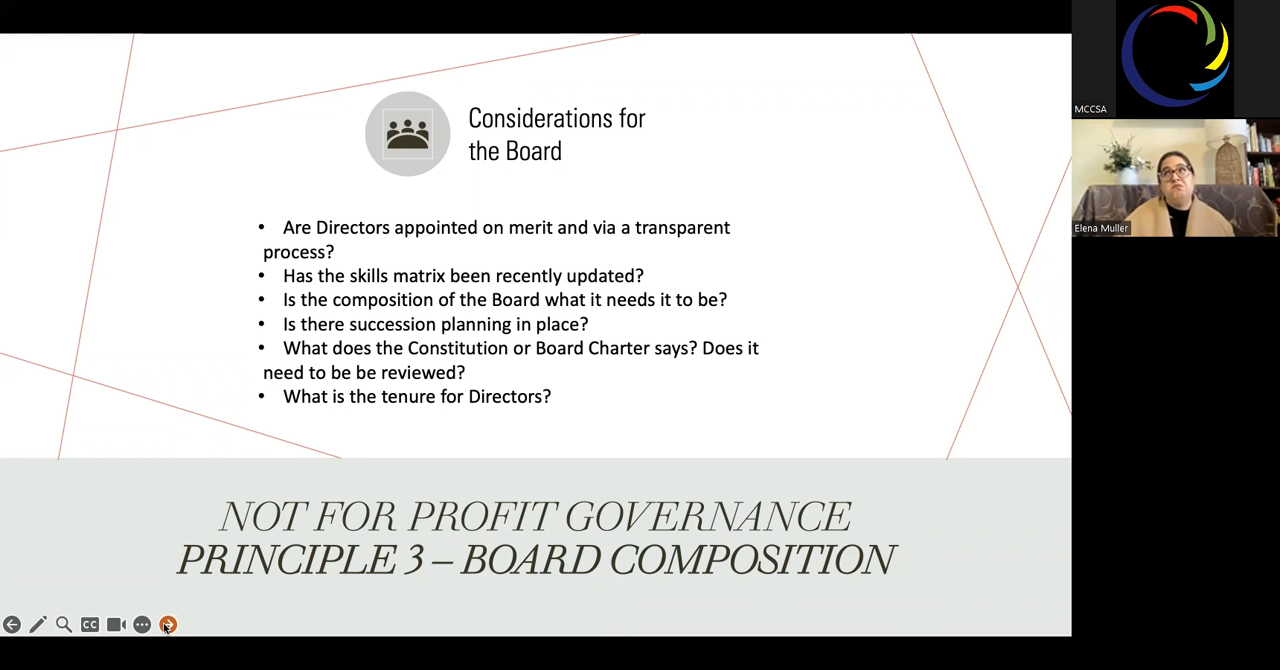 Considerations for
the Board
• Are Directors appointed on merit and via a transparent
process?
• Has the skills matrix been recently updated?
• Is the composition of the Board what it needs it to be?
• Is there succession planning in place?
• What does the Constitution or Board Charter says? Does it
need to be be reviewed?
• What is the tenure for Directors?
NOT FOR PROFIT GOVERNANCE
PRINCIPLE 3 – BOARD COMPOSITION
CC
MCCSA
Elena Muller